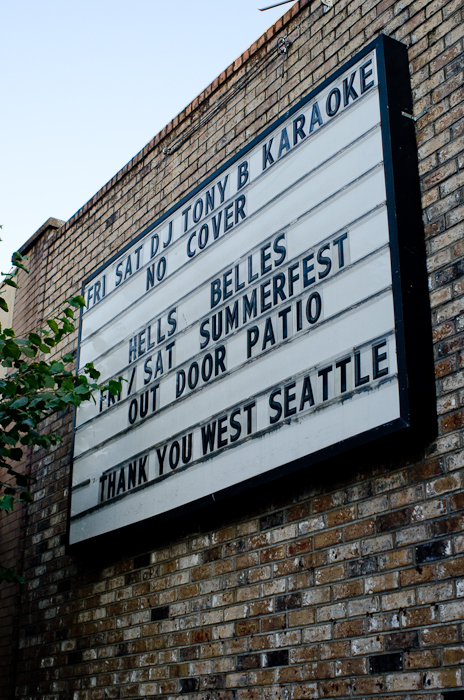 FRI SAT DJ TONY B KARAOKE
NO COVER
HELLS BELLES
FRI/SAT SUMMERFEST
OUT DOOR PATIO
THANK YOU WEST SEATTLE